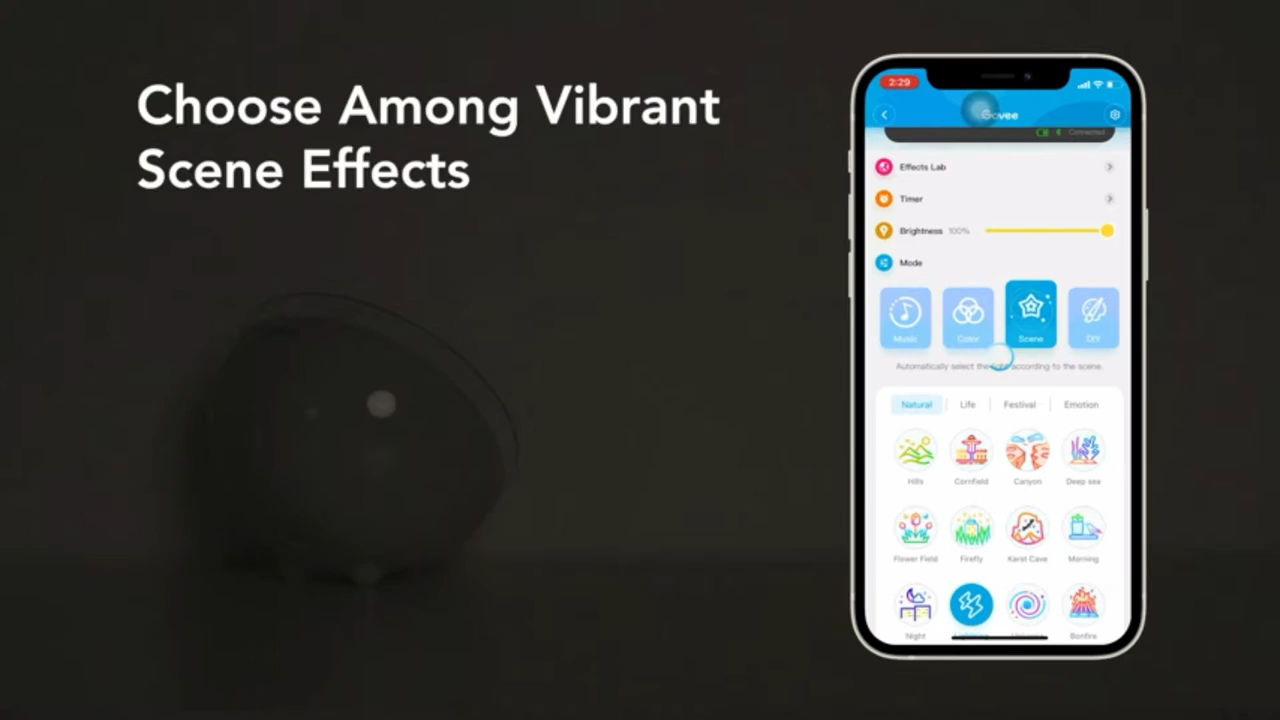 Choose Among Vibrant
Scene Effects
2:29
Govee
Connected
Effects Lab
Timer
Brightness 100%
Mode
Music Color Scene DIY
Automatically select the light according to the scene.
Natural Life Festival Emotion
Hills Cornfield Canyon Deep sea
Flower Field Firefly Karst Cave Morning
Night Bonfire